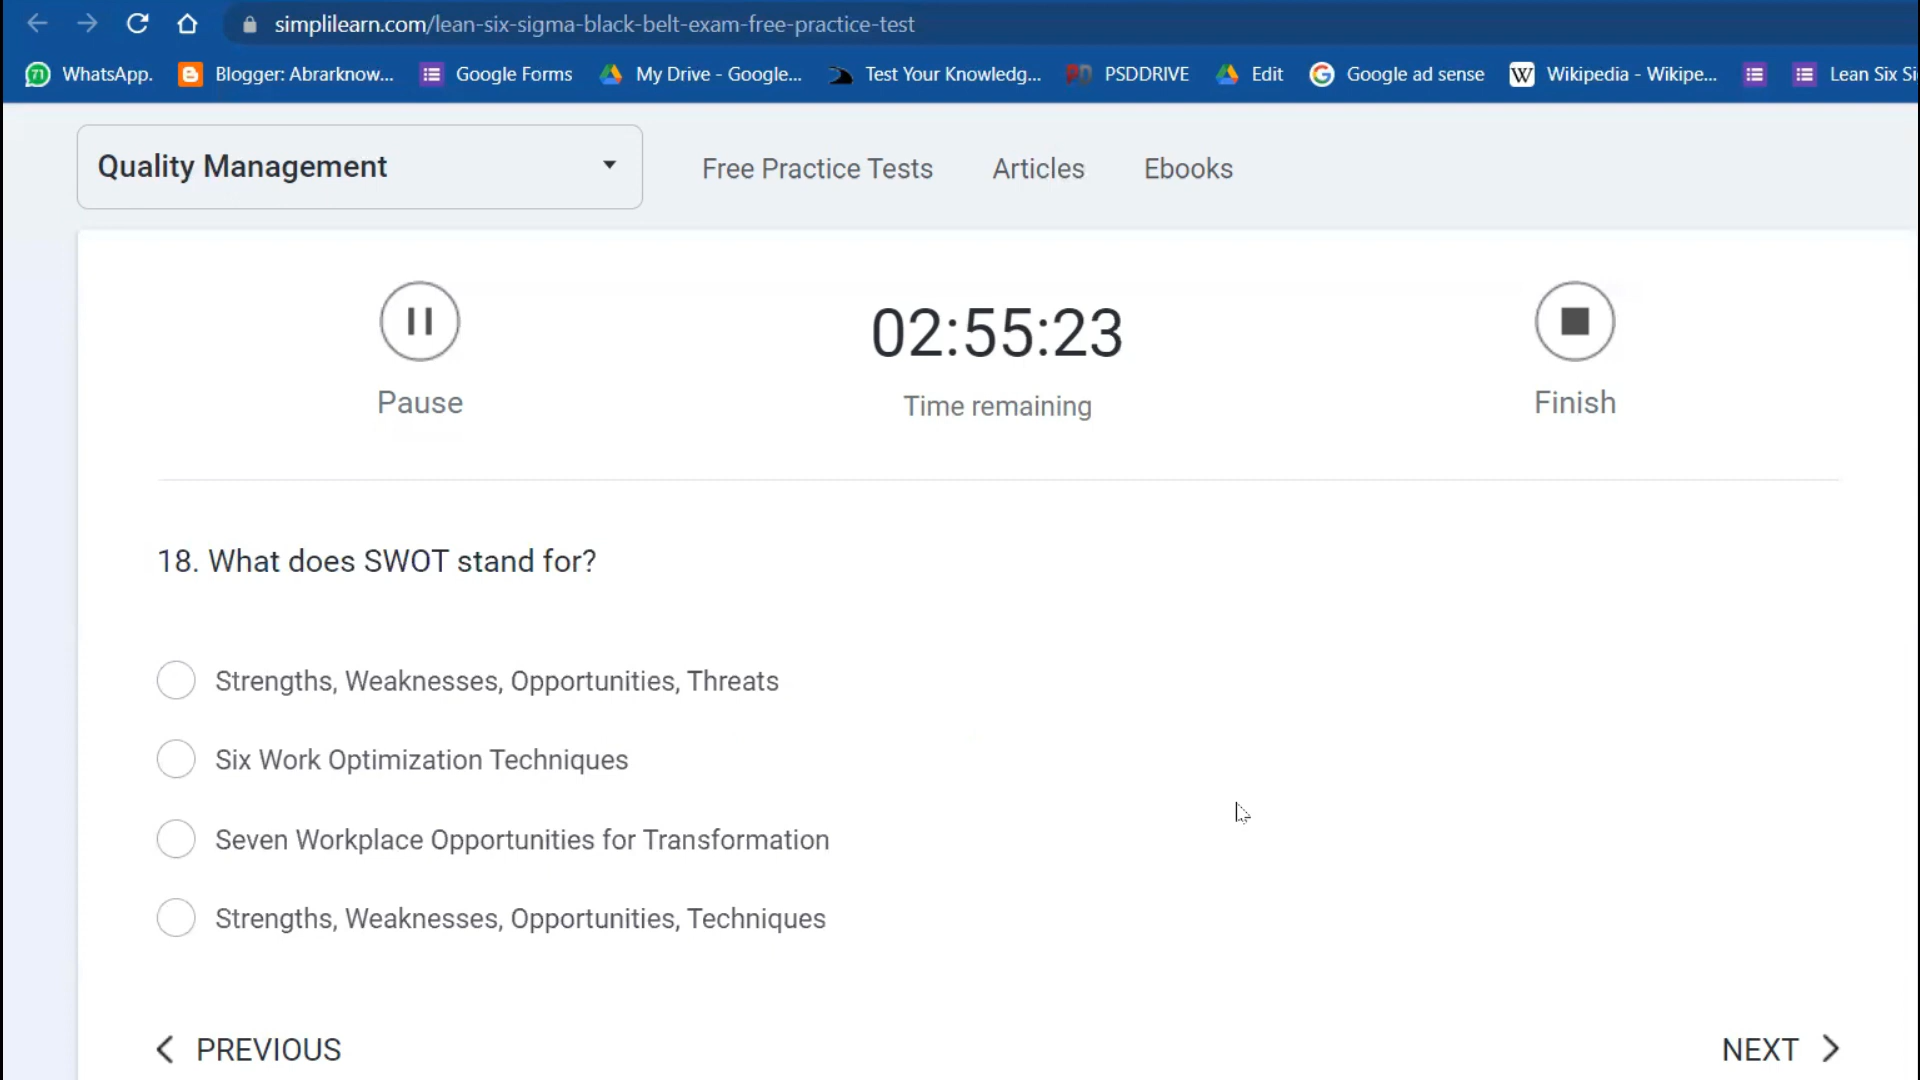 simplilearn.com/lean-six-sigma-black-belt-exam-free-practice-test
71 WhatsApp. Blogger: Abrarknow... Google Forms My Drive - Google... Test Your Knowledg... PSDDRIVE Edit Google ad sense W Wikipedia - Wikipe... Lean Six Si
Quality Management Free Practice Tests Articles Ebooks
02:55:23
Pause Time remaining Finish
18. What does SWOT stand for?
Strengths, Weaknesses, Opportunities, Threats
Six Work Optimization Techniques
Seven Workplace Opportunities for Transformation
Strengths, Weaknesses, Opportunities, Techniques
PREVIOUS NEXT